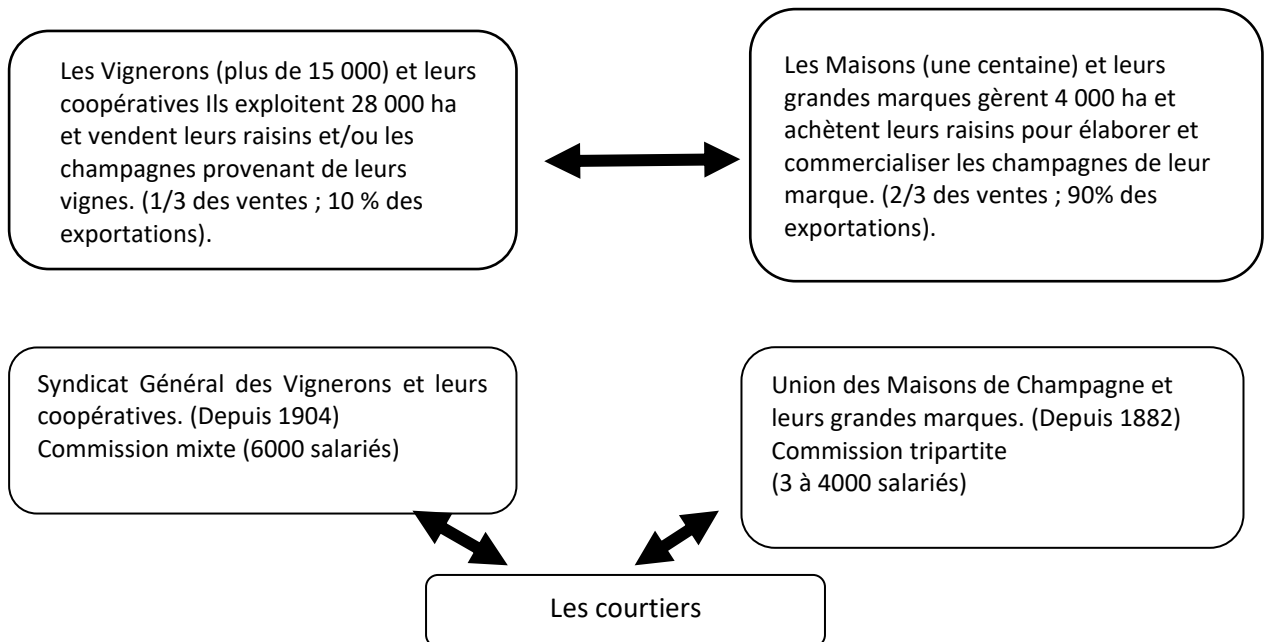 Les Vignerons (plus de 15 000) et leurs
coopératives Ils exploitent 28 000 ha
et vendent leurs raisins et/ou les
champagnes provenant de leurs
vignes. (1/3 des ventes ; 10 % des
exportations).
Les Maisons (une centaine) et leurs
grandes marques gèrent 4 000 ha et
achètent leurs raisins pour élaborer et
commercialiser les champagnes de leur
marque. (2/3 des ventes ; 90% des
exportations).
Syndicat Général des Vignerons et leurs
coopératives. (Depuis 1904)
Commission mixte (6000 salariés)
Union des Maisons de Champagne et
leurs grandes marques. (Depuis 1882)
Commission tripartite
(3 à 4000 salariés)
Les courtiers